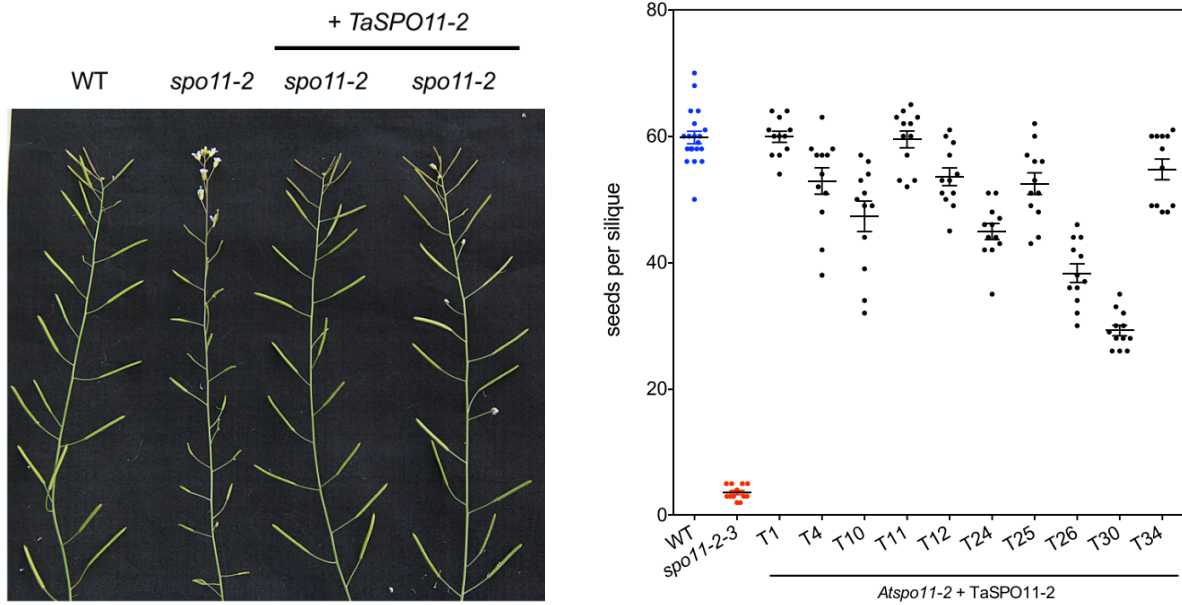 + TaSPO11-2
WT spo11-2 spo11-2 spo11-2
80
60
40
20
0
seeds per silique
WT spo11-2-3 T1 T4 T10 T11 T12 T24 T25 T26 T30 T34
Atspo11-2 + TaSPO11-2